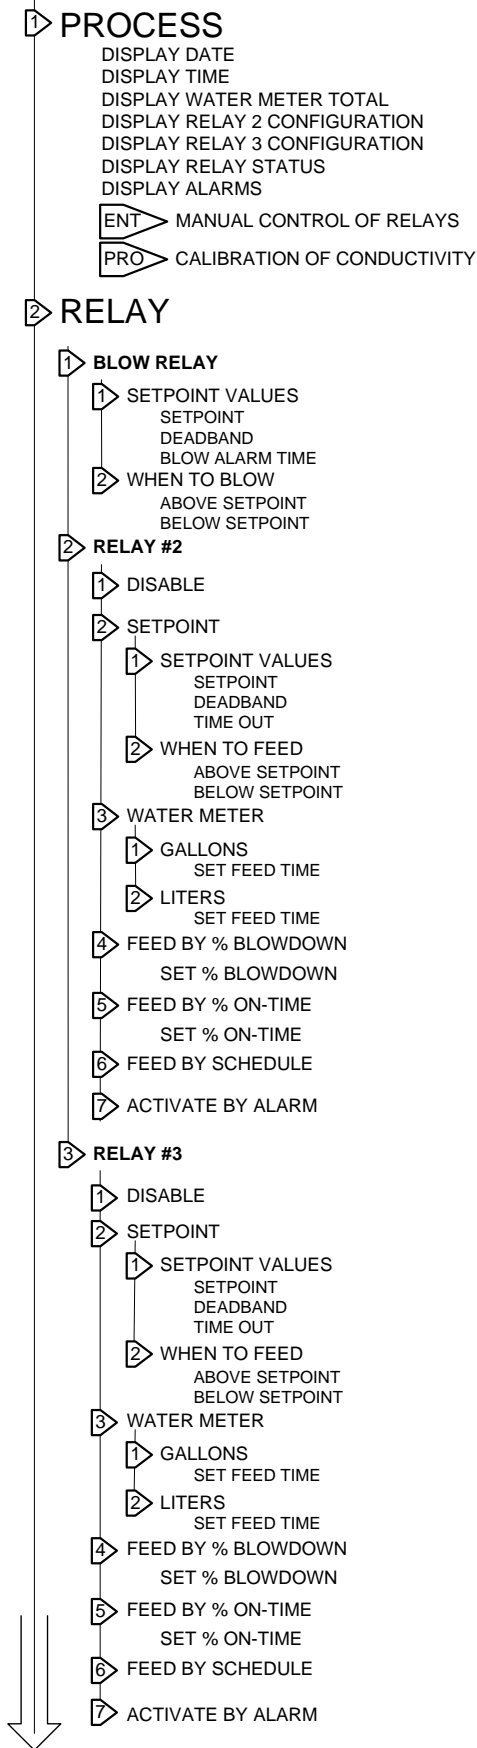 1 PROCESS
DISPLAY DATE
DISPLAY TIME
DISPLAY WATER METER TOTAL
DISPLAY RELAY 2 CONFIGURATION
DISPLAY RELAY 3 CONFIGURATION
DISPLAY RELAY STATUS
DISPLAY ALARMS
ENT MANUAL CONTROL OF RELAYS
PRO CALIBRATION OF CONDUCTIVITY
2 RELAY
1 BLOW RELAY
1 SETPOINT VALUES
SETPOINT
DEADBAND
BLOW ALARM TIME
2 WHEN TO BLOW
ABOVE SETPOINT
BELOW SETPOINT
2 RELAY #2
1 DISABLE
2 SETPOINT
1 SETPOINT VALUES
SETPOINT
DEADBAND
TIME OUT
2 WHEN TO FEED
ABOVE SETPOINT
BELOW SETPOINT
3 WATER METER
1 GALLONS
SET FEED TIME
2 LITERS
SET FEED TIME
4 FEED BY % BLOWDOWN
SET % BLOWDOWN
5 FEED BY % ON-TIME
SET % ON-TIME
6 FEED BY SCHEDULE
7 ACTIVATE BY ALARM
3 RELAY #3
1 DISABLE
2 SETPOINT
1 SETPOINT VALUES
SETPOINT
DEADBAND
TIME OUT
2 WHEN TO FEED
ABOVE SETPOINT
BELOW SETPOINT
3 WATER METER
1 GALLONS
SET FEED TIME
2 LITERS
SET FEED TIME
4 FEED BY % BLOWDOWN
SET % BLOWDOWN
5 FEED BY % ON-TIME
SET % ON-TIME
6 FEED BY SCHEDULE
7 ACTIVATE BY ALARM